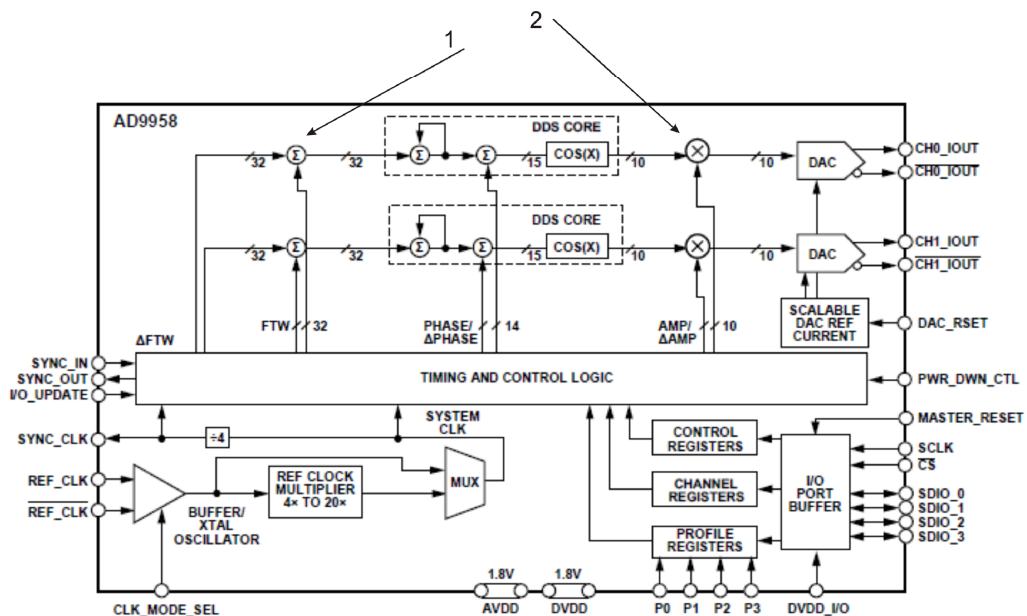 1
2
AD9958
DDS CORE
32
Σ
32
Σ
Σ
15
COS(X)
10
10
DAC
CH0_IOUT
CH0_IOUT
DDS CORE
32
Σ
32
Σ
Σ
15
COS(X)
10
10
DAC
CH1_IOUT
CH1_IOUT
ΔFTW
FTW
32
PHASE/
ΔPHASE
14
AMP/
ΔAMP
10
SCALABLE
DAC REF
CURRENT
DAC_RSET
SYNC_IN
SYNC_OUT
I/O_UPDATE
TIMING AND CONTROL LOGIC
PWR_DWN_CTL
SYNC_CLK
÷4
SYSTEM
CLK
MASTER_RESET
CONTROL
REGISTERS
SCLK
CS
REF_CLK
REF_CLK
BUFFER/
XTAL
OSCILLATOR
REF CLOCK
MULTIPLIER
4× TO 20×
MUX
CHANNEL
REGISTERS
I/O
PORT
BUFFER
SDIO_0
SDIO_1
SDIO_2
SDIO_3
PROFILE
REGISTERS
1.8V
1.8V
CLK_MODE_SEL
AVDD
DVDD
P0
P1
P2
P3
DVDD_I/O